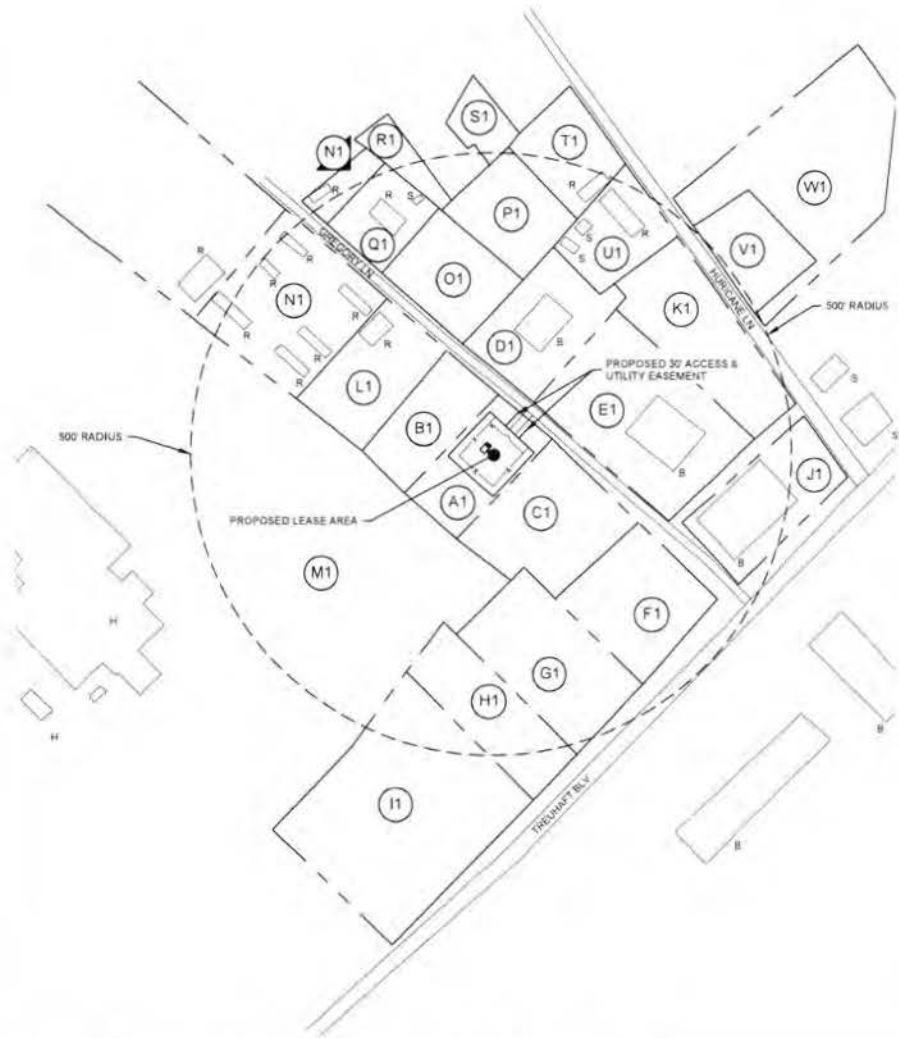 S1
T1
N1
R1
W1
R
R
S
R
P1
Q1
S
S
R
U1
V1
GREGORY LN
HURICANE LN
R
R
O1
R
N1
K1
500' RADIUS
R
R
D1
B
PROPOSED 30' ACCESS &
UTILITY EASEMENT
R
R
L1
B
E1
B1
S
500' RADIUS
B
J1
A1
C1
PROPOSED LEASE AREA
B
M1
F1
H
G1
H1
H
B
I1
TREUHAFT BLV
B